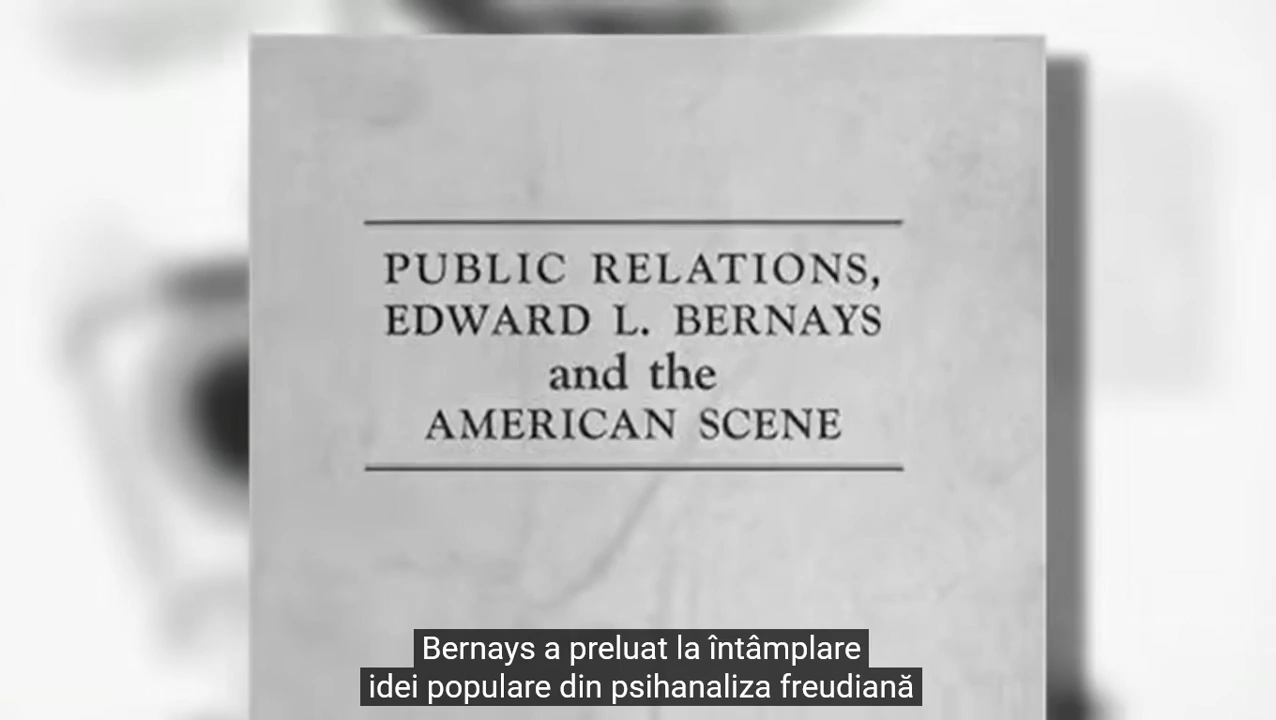 PUBLIC RELATIONS,
EDWARD L. BERNAYS
and the
AMERICAN SCENE
Bernays a preluat la întâmplare
idei populare din psihanaliza freudiană